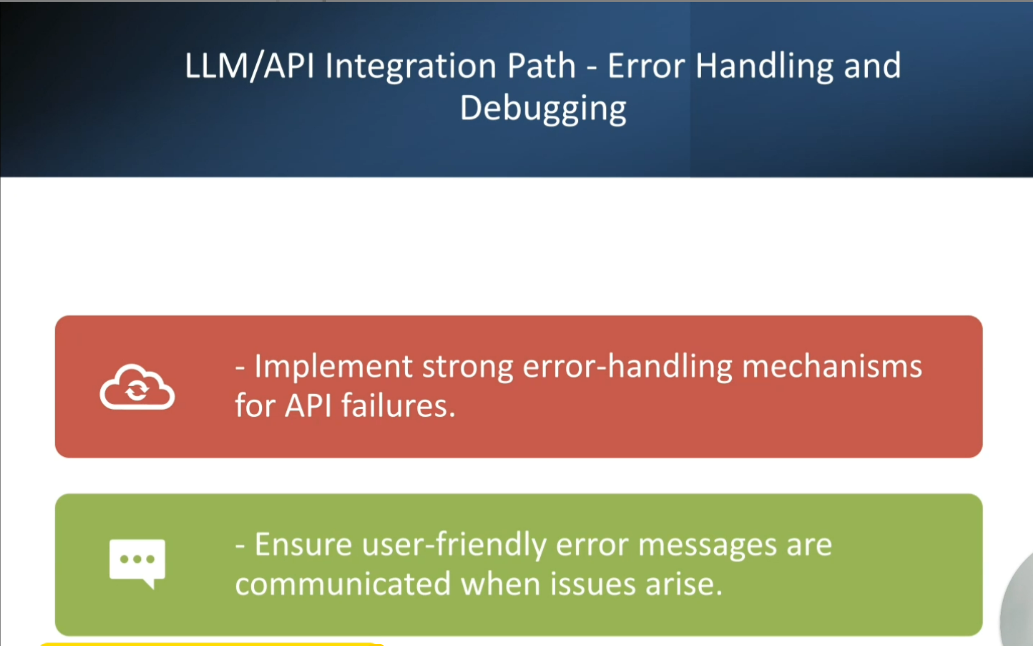 LLM/API Integration Path - Error Handling and
Debugging
- Implement strong error-handling mechanisms
for API failures.
- Ensure user-friendly error messages are
communicated when issues arise.